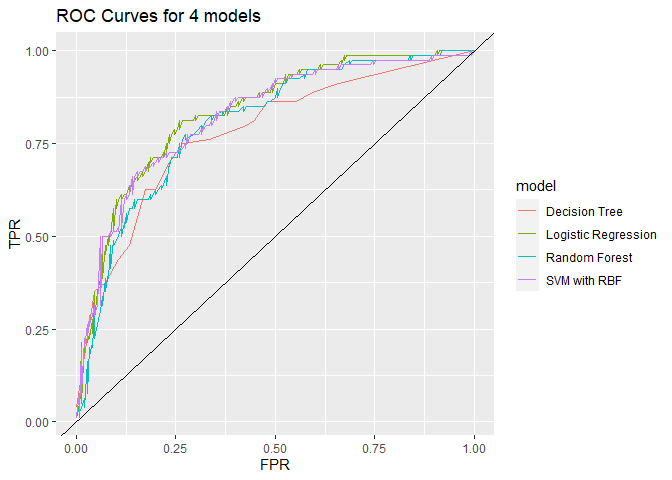 ROC Curves for 4 models
1.00
0.75
0.50
0.25
0.00
TPR
0.00
0.25
0.50
0.75
1.00
FPR
model
Decision Tree
Logistic Regression
Random Forest
SVM with RBF